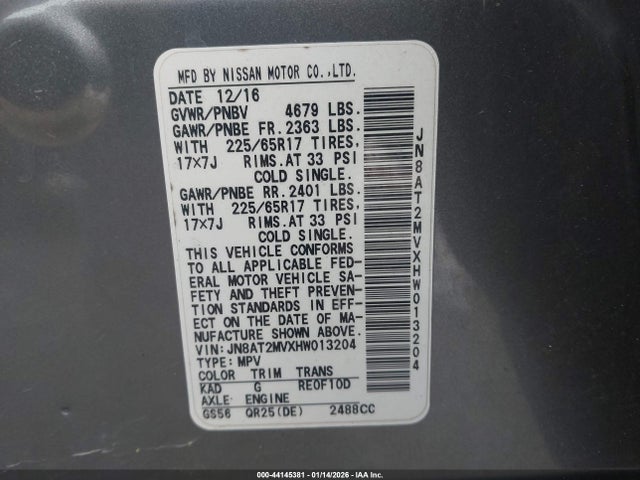 MFD BY NISSAN MOTOR CO.,LTD.
DATE 12/16
GVWR/PNBV 4679 LBS.
GAWR/PNBE FR. 2363 LBS.
WITH 225/65R17 TIRES,
17×7J RIMS. AT 33 PSI
COLD SINGLE.
GAWR/PNBE RR. 2401 LBS.
WITH 225/65R17 TIRES,
17×7J RIMS. AT 33 PSI
COLD SINGLE.
THIS VEHICLE CONFORMS
TO ALL APPLICABLE FED-
ERAL MOTOR VEHICLE SA-
FETY AND THEFT PREVEN-
TION STANDARDS IN EFF-
ECT ON THE DATE OF MA-
NUFACTURE SHOWN ABOVE.
VIN: JN8AT2MVXHW013204
TYPE: MPV
COLOR TRIM TRANS
KAD G RE0F10D
AXLE: ENGINE
GS56 QR25(DE) 2488CC
JN8AT2MVXHW013204
000-44145381 - 01/14/2026 - IAA Inc.